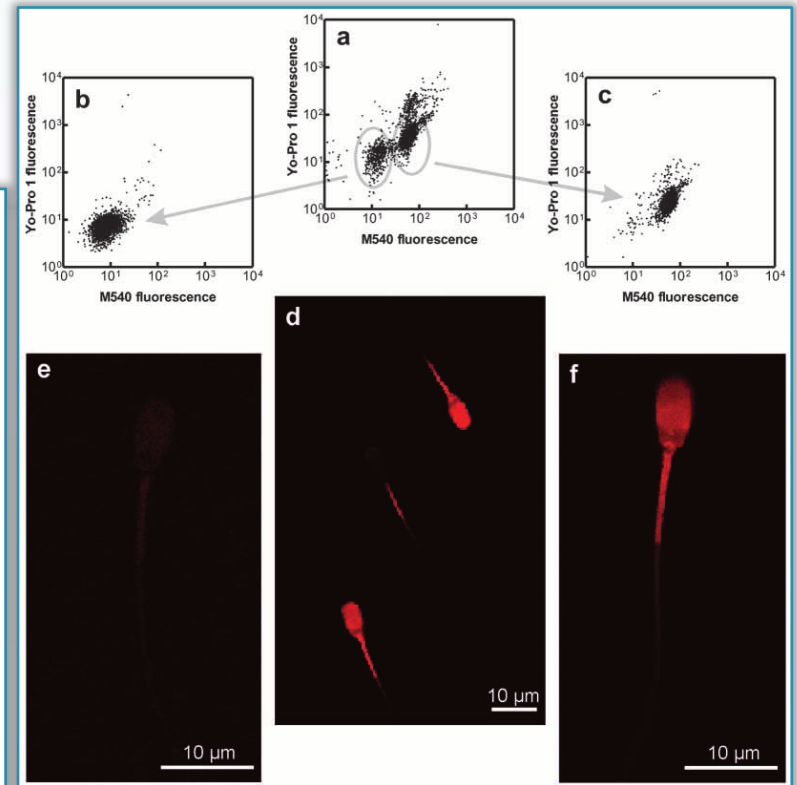 a
10⁴
10³
10²
10¹
10⁰
Yo-Pro 1 fluorescence
10⁰ 10¹ 10² 10³ 10⁴
M540 fluorescence
b
10⁴
10³
10²
10¹
10⁰
Yo-Pro 1 fluorescence
10⁰ 10¹ 10² 10³ 10⁴
M540 fluorescence
c
10⁴
10³
10²
10¹
10⁰
Yo-Pro 1 fluorescence
10⁰ 10¹ 10² 10³ 10⁴
M540 fluorescence
d
10 µm
e
10 µm
f
10 µm